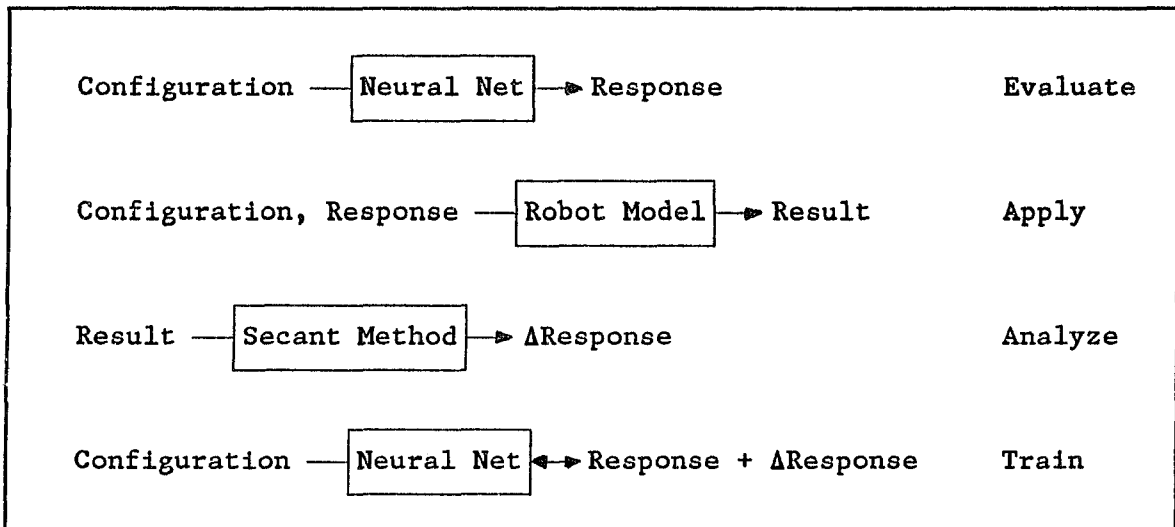 Configuration Neural Net Response Evaluate
Configuration, Response Robot Model Result Apply
Result Secant Method ΔResponse Analyze
Configuration Neural Net Response + ΔResponse Train